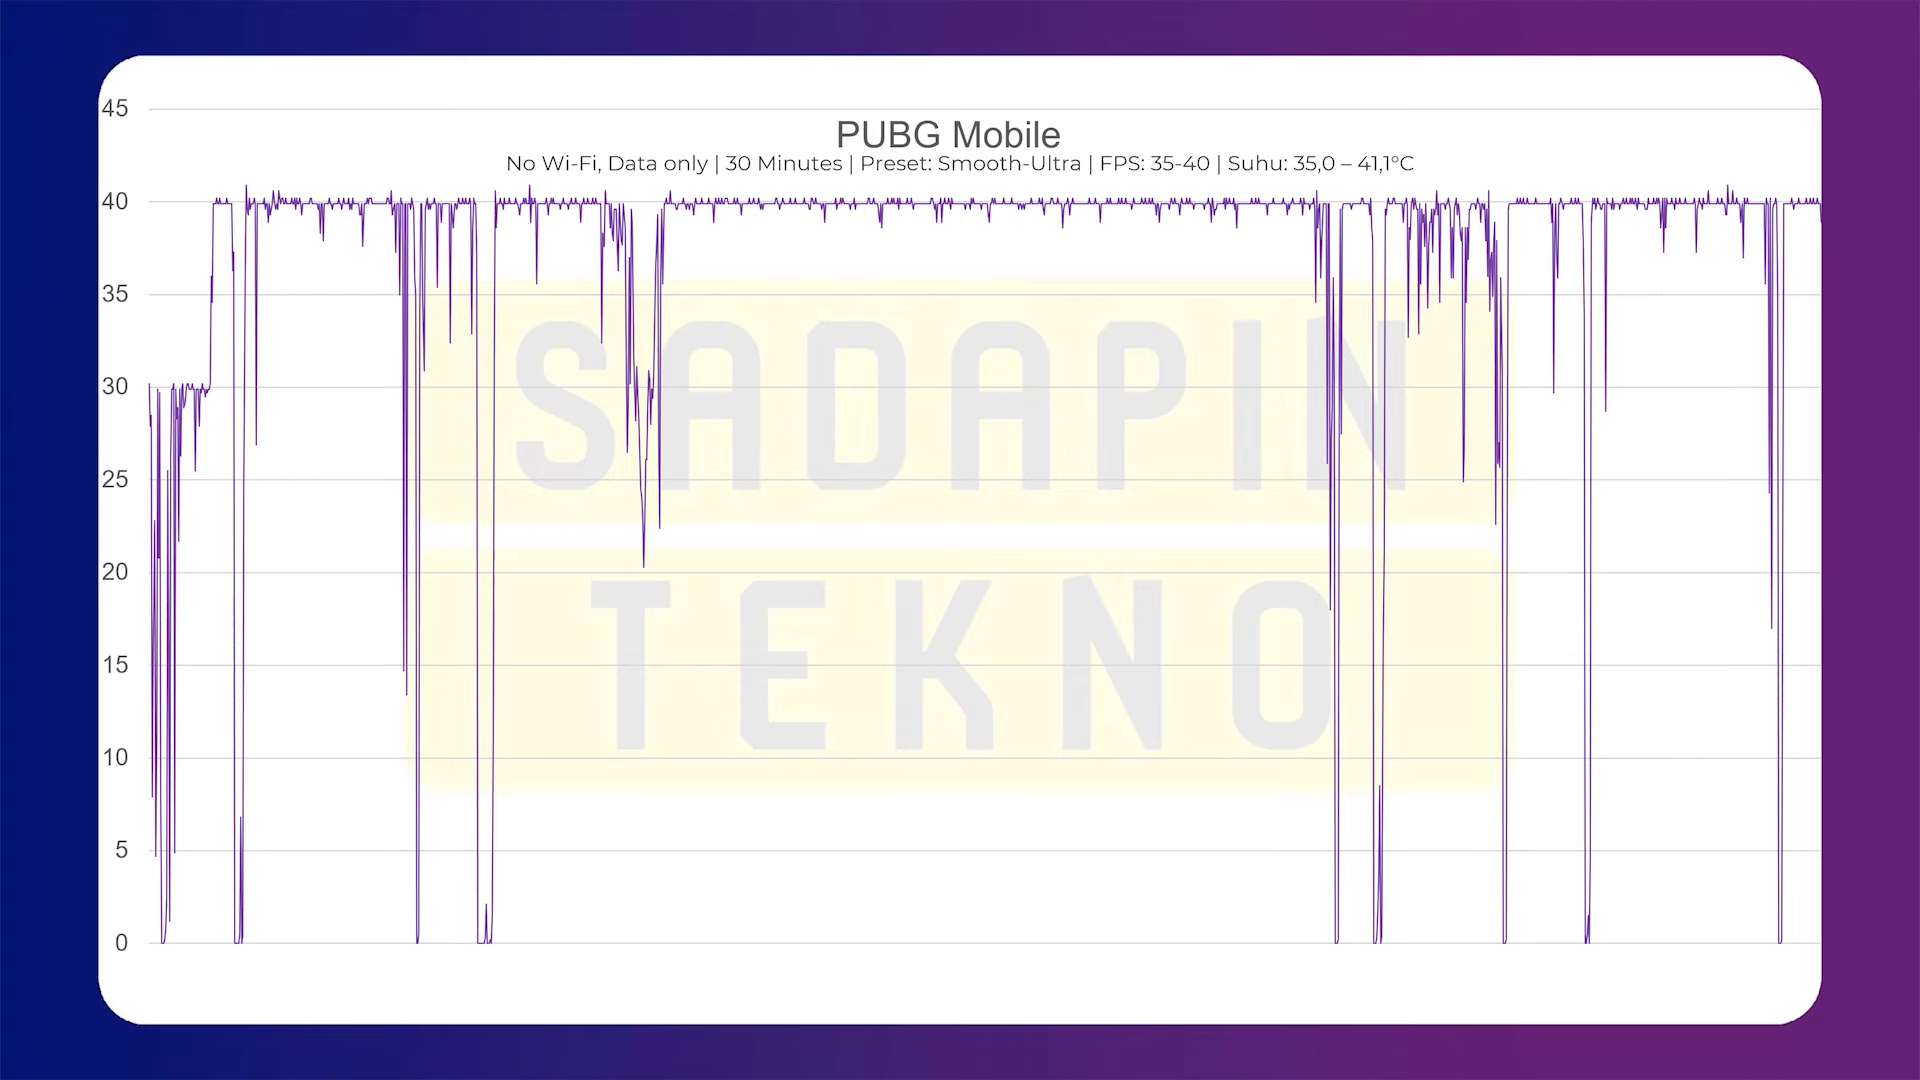 PUBG Mobile
No Wi-Fi, Data only | 30 Minutes | Preset: Smooth-Ultra | FPS: 35-40 | Suhu: 35,0 – 41,1°C
45
40
35
30
25
20
15
10
5
0
SADAPIN
TEKNO